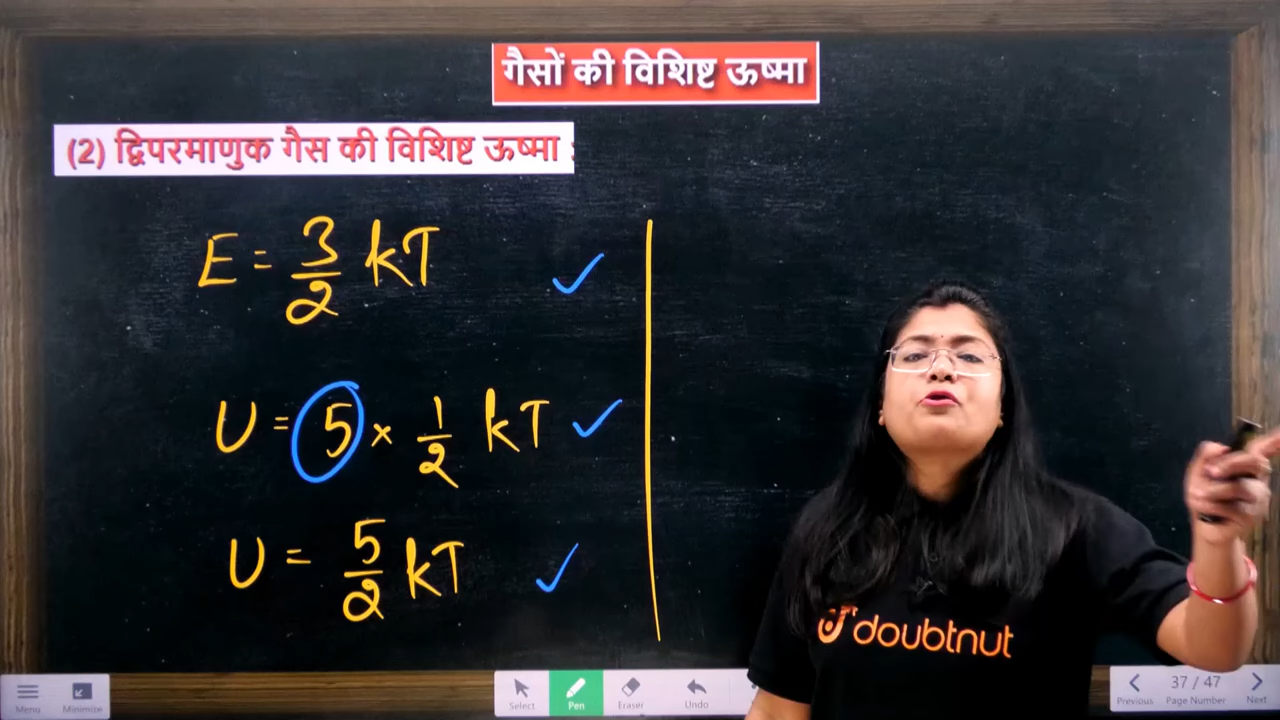 गैसों की विशिष्ट ऊष्मा
(2) द्विपरमाणुक गैस की विशिष्ट ऊष्मा :
E = 3/2 kT
U = 5 × 1/2 kT
U = 5/2 kT
doubtnut
Menu
Minimize
Select
Pen
Eraser
Undo
Previous
37 / 47
Page Number
Next